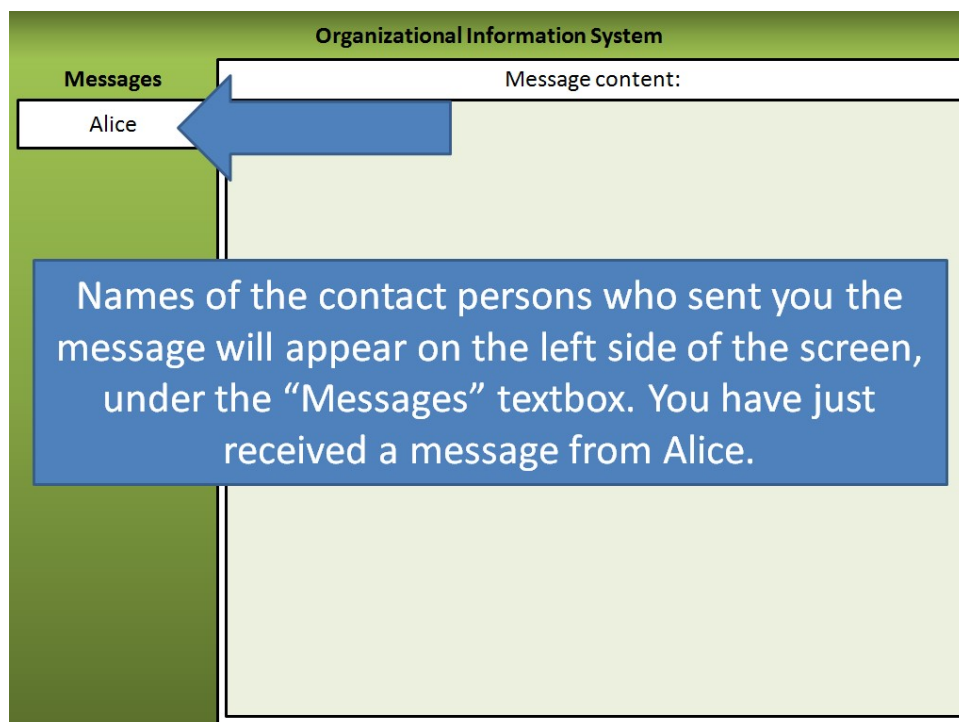 Organizational Information System
Messages
Message content:
Alice
Names of the contact persons who sent you the
message will appear on the left side of the screen,
under the “Messages” textbox. You have just
received a message from Alice.